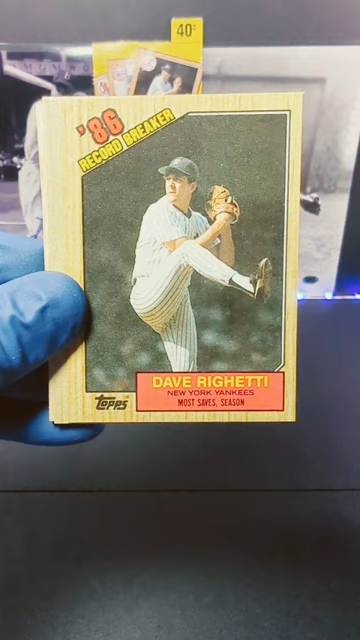 40¢
'86
RECORD BREAKER
DAVE RIGHETTI
NEW YORK YANKEES
MOST SAVES, SEASON
Topps